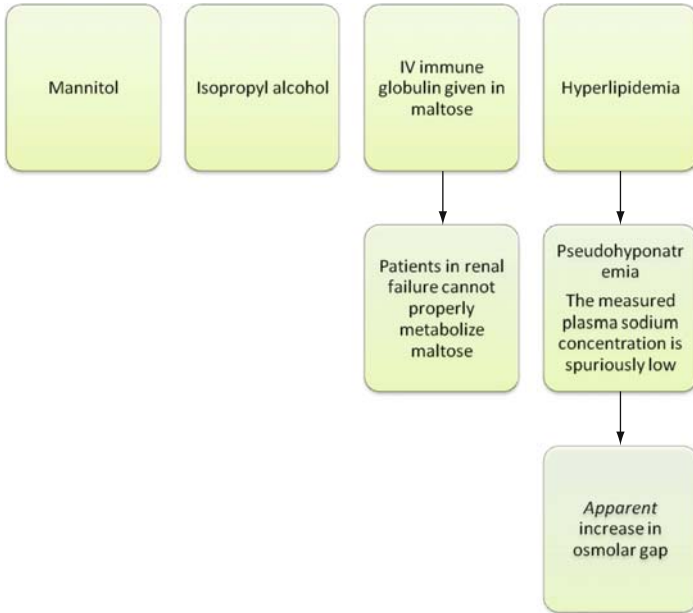 Mannitol
Isopropyl alcohol
IV immune
globulin given in
maltose
Hyperlipidemia
Patients in renal
failure cannot
properly
metabolize
maltose
Pseudohyponatr
emia
The measured
plasma sodium
concentration is
spuriously low
Apparent
increase in
osmolar gap